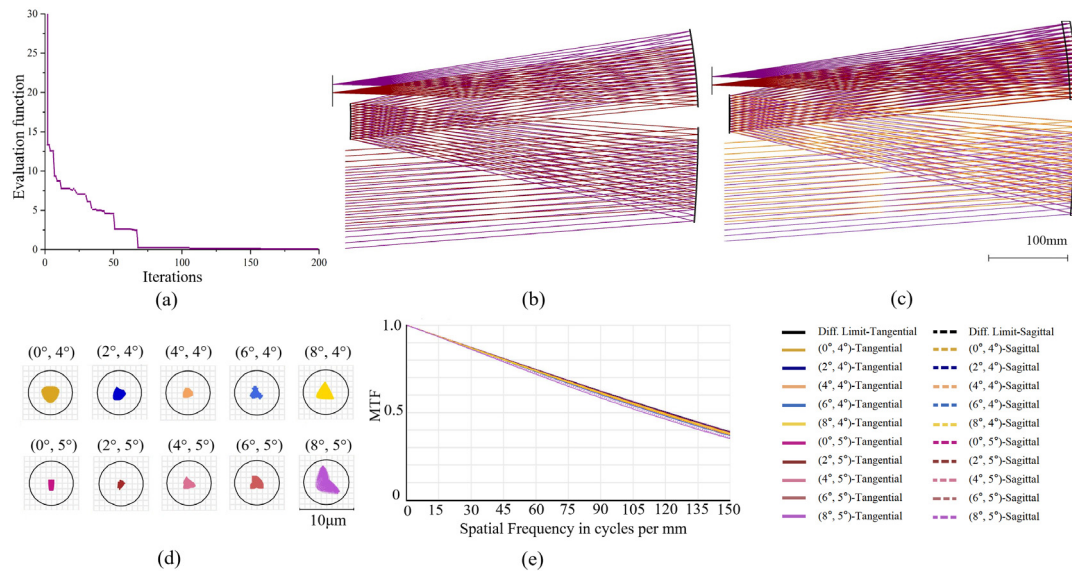 30
25
20
15
10
5
0
Evaluation function
0 50 100 150 200
Iterations
(a)
(b)
100mm
(c)
(0°, 4°) (2°, 4°) (4°, 4°) (6°, 4°) (8°, 4°)
(0°, 5°) (2°, 5°) (4°, 5°) (6°, 5°) (8°, 5°)
10μm
(d)
1.0
0.5
0
MTF
0 15 30 45 60 75 90 105 120 135 150
Spatial Frequency in cycles per mm
(e)
Diff. Limit-Tangential Diff. Limit-Sagittal
(0°, 4°)-Tangential (0°, 4°)-Sagittal
(2°, 4°)-Tangential (2°, 4°)-Sagittal
(4°, 4°)-Tangential (4°, 4°)-Sagittal
(6°, 4°)-Tangential (6°, 4°)-Sagittal
(8°, 4°)-Tangential (8°, 4°)-Sagittal
(0°, 5°)-Tangential (0°, 5°)-Sagittal
(2°, 5°)-Tangential (2°, 5°)-Sagittal
(4°, 5°)-Tangential (4°, 5°)-Sagittal
(6°, 5°)-Tangential (6°, 5°)-Sagittal
(8°, 5°)-Tangential (8°, 5°)-Sagittal